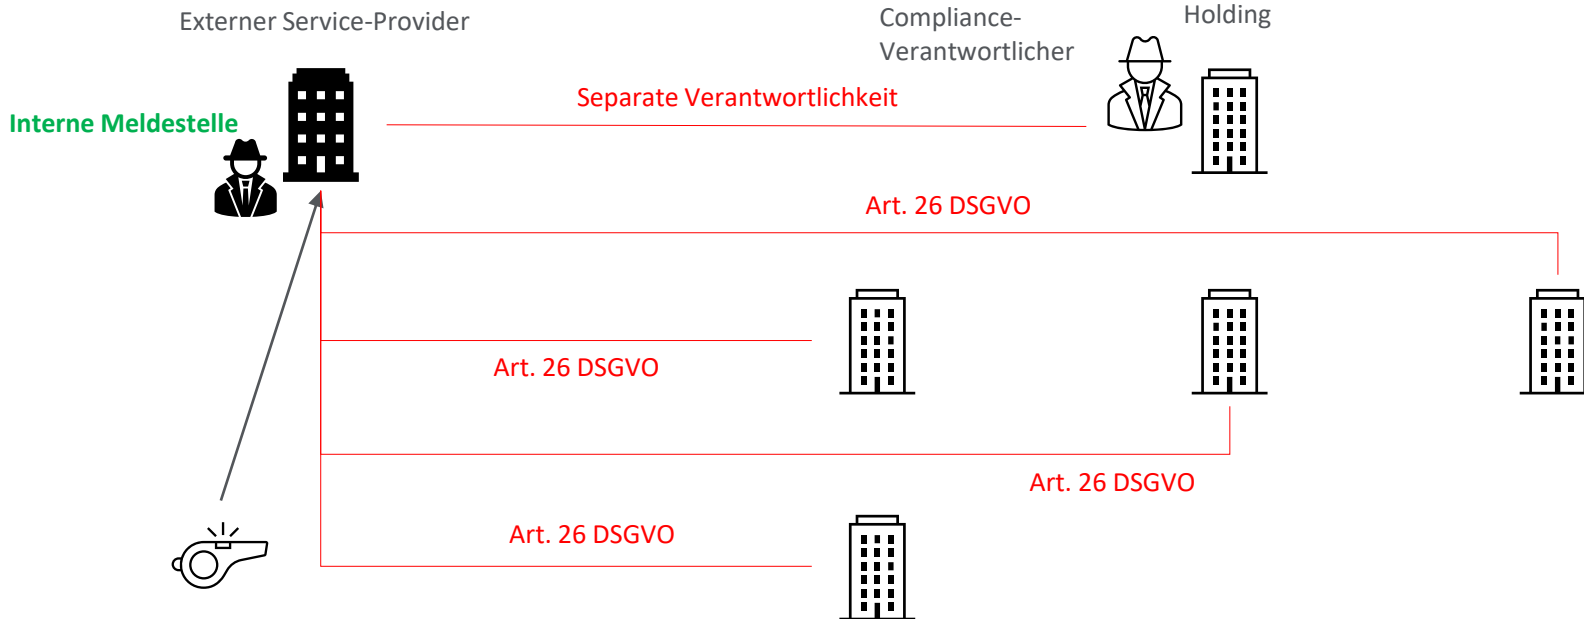 Externer Service-Provider
Compliance-
Verantwortlicher
Holding
Separate Verantwortlichkeit
Interne Meldestelle
Art. 26 DSGVO
Art. 26 DSGVO
Art. 26 DSGVO
Art. 26 DSGVO